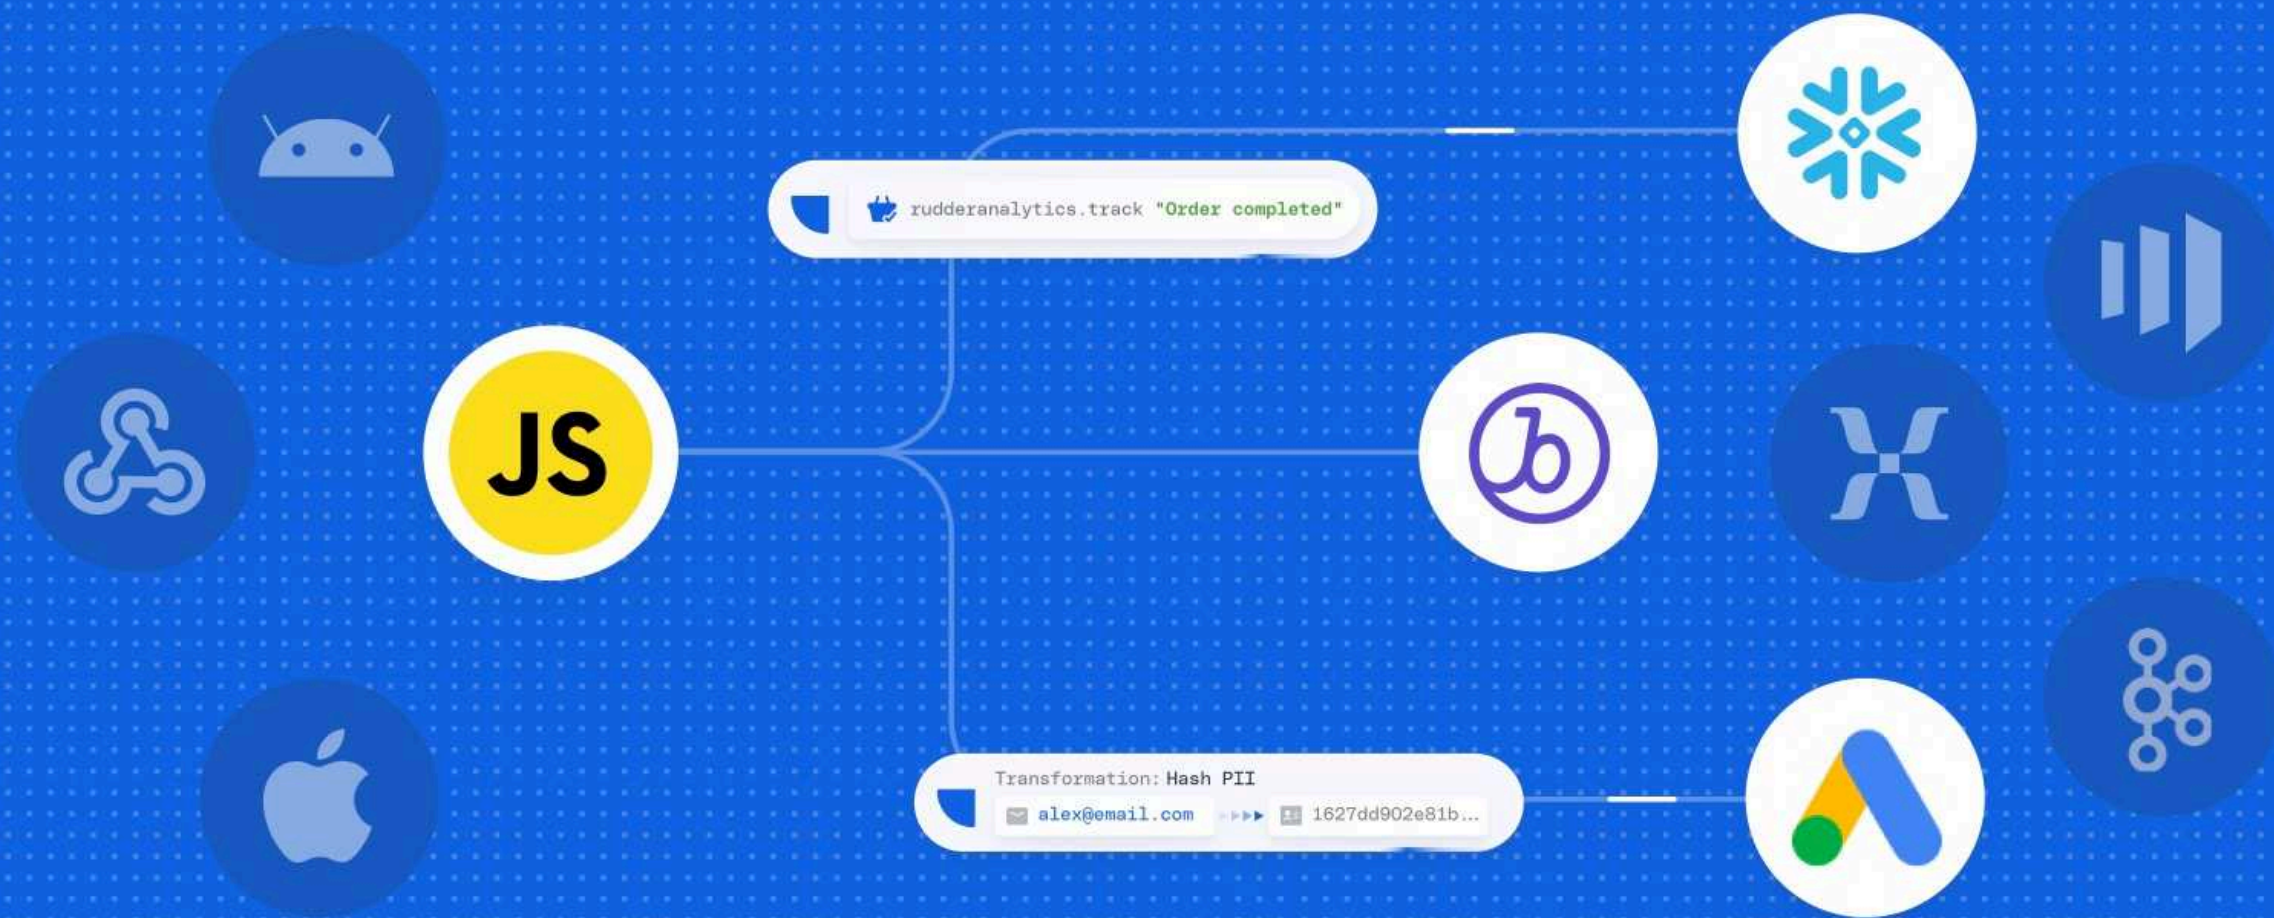 rudderanalytics.track "Order completed"
JS
Transformation: Hash PII
alex@email.com 1627dd902e81b...